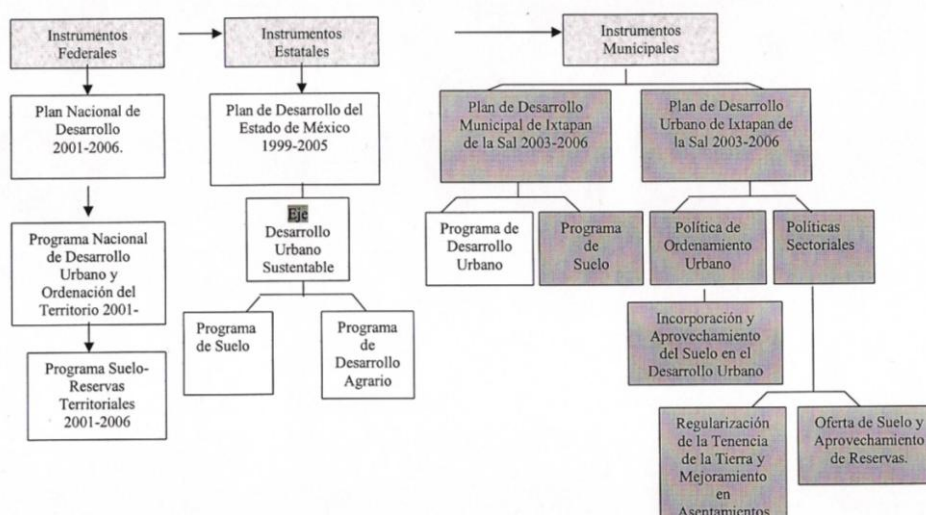 Instrumentos
Federales
Instrumentos
Estatales
Instrumentos
Municipales
Plan Nacional de
Desarrollo
2001-2006.
Plan de Desarrollo del
Estado de México
1999-2005
Plan de Desarrollo
Municipal de Ixtapan
de la Sal 2003-2006
Plan de Desarrollo
Urbano de Ixtapan de
la Sal 2003-2006
Programa Nacional
de Desarrollo
Urbano y
Ordenación del
Territorio 2001-
Eje
Desarrollo
Urbano
Sustentable
Programa de
Desarrollo
Urbano
Programa
de
Suelo
Política de
Ordenamiento
Urbano
Políticas
Sectoriales
Programa
de Suelo
Programa
de
Desarrollo
Agrario
Incorporación y
Aprovechamiento
del Suelo en el
Desarrollo Urbano
Programa Suelo-
Reservas
Territoriales
2001-2006
Regularización
de la Tenencia
de la Tierra y
Mejoramiento
en
Asentamientos
Oferta de Suelo y
Aprovechamiento
de Reservas.